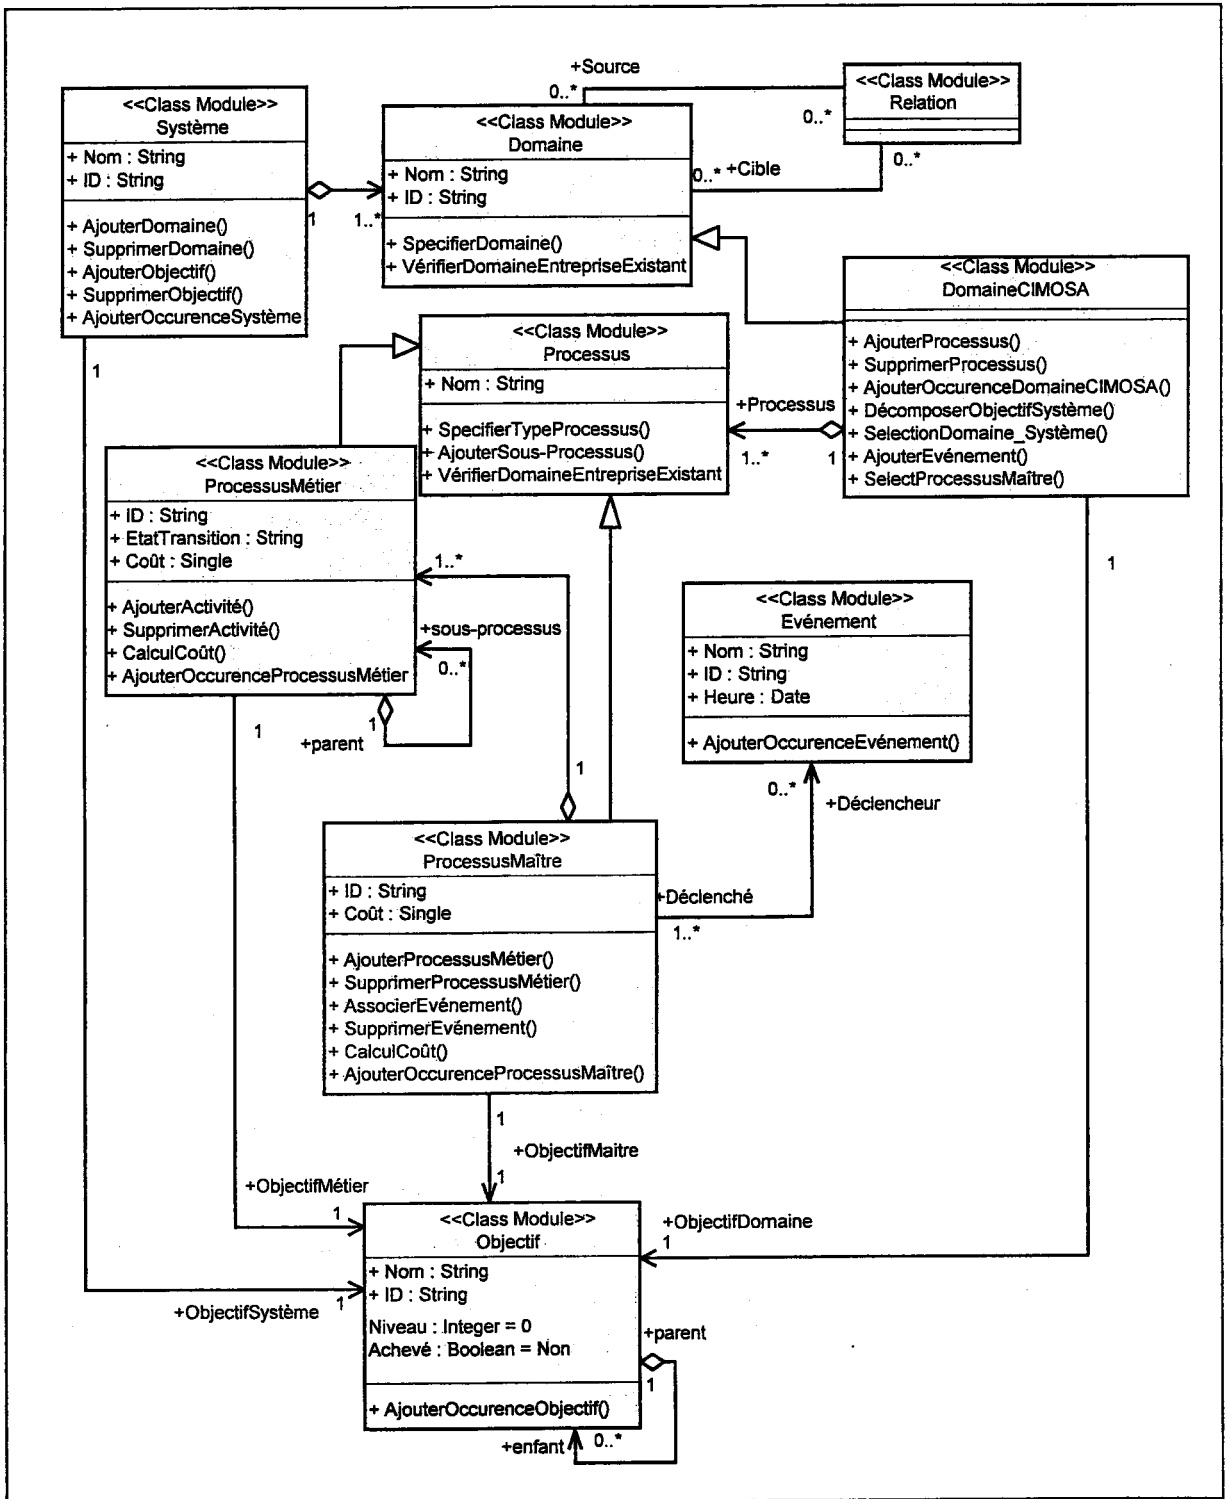 <<Class Module>>
Système
+ Nom : String
+ ID : String
+ AjouterDomaine()
+ SupprimerDomaine()
+ AjouterObjectif()
+ SupprimerObjectif()
+ AjouterOccurenceSystème
1
1..*
1
<<Class Module>>
Domaine
+ Nom : String
+ ID : String
+ SpecifierDomaine()
+ VérifierDomaineEntrepriseExistant
+Source
0..*
0..*
<<Class Module>>
Relation
0..*
0..* +Cible
<<Class Module>>
DomaineCIMOSA
+ AjouterProcessus()
+ SupprimerProcessus()
+ AjouterOccurenceDomaineCIMOSA()
+ DécomposerObjectifSystème()
+ SelectionDomaine_Système()
+ AjouterEvénement()
+ SelectProcessusMaître()
<<Class Module>>
Processus
+ Nom : String
+ SpecifierTypeProcessus()
+ AjouterSous-Processus()
+ VérifierDomaineEntrepriseExistant
+Processus
1..*
1
1
<<Class Module>>
ProcessusMétier
+ ID : String
+ EtatTransition : String
+ Coût : Single
+ AjouterActivité()
+ SupprimerActivité()
+ CalculCoût()
+ AjouterOccurenceProcessusMétier
1..*
+sous-processus
0..*
1
+parent
1
1
<<Class Module>>
Evénement
+ Nom : String
+ ID : String
+ Heure : Date
+ AjouterOccurenceEvénement()
0..*
+Déclencheur
<<Class Module>>
ProcessusMaître
+ ID : String
+ Coût : Single
+ AjouterProcessusMétier()
+ SupprimerProcessusMétier()
+ AssocierEvénement()
+ SupprimerEvénement()
+ CalculCoût()
+ AjouterOccurenceProcessusMaître()
+Déclenché
1..*
1
+ObjectifMaitre
1
+ObjectifMétier
1
+ObjectifSystème
1
+ObjectifDomaine
1
<<Class Module>>
Objectif
+ Nom : String
+ ID : String
Niveau : Integer = 0
Achevé : Boolean = Non
+ AjouterOccurenceObjectif()
+parent
1
+enfant
0..*